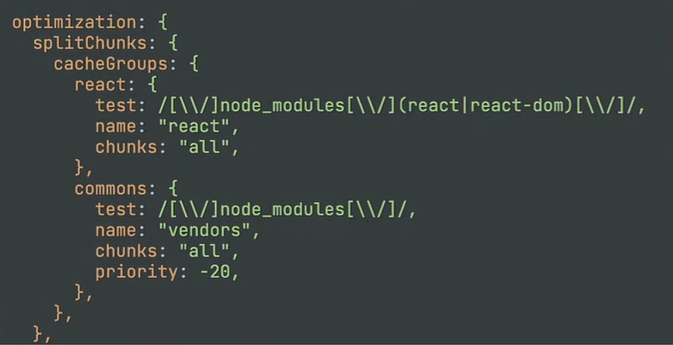 optimization: {
  splitChunks: {
    cacheGroups: {
      react: {
        test: /[\\/]node_modules[\\/](react|react-dom)[\\/]/,
        name: "react",
        chunks: "all",
      },
      commons: {
        test: /[\\/]node_modules[\\/]/,
        name: "vendors",
        chunks: "all",
        priority: -20,
      },
    },
  },